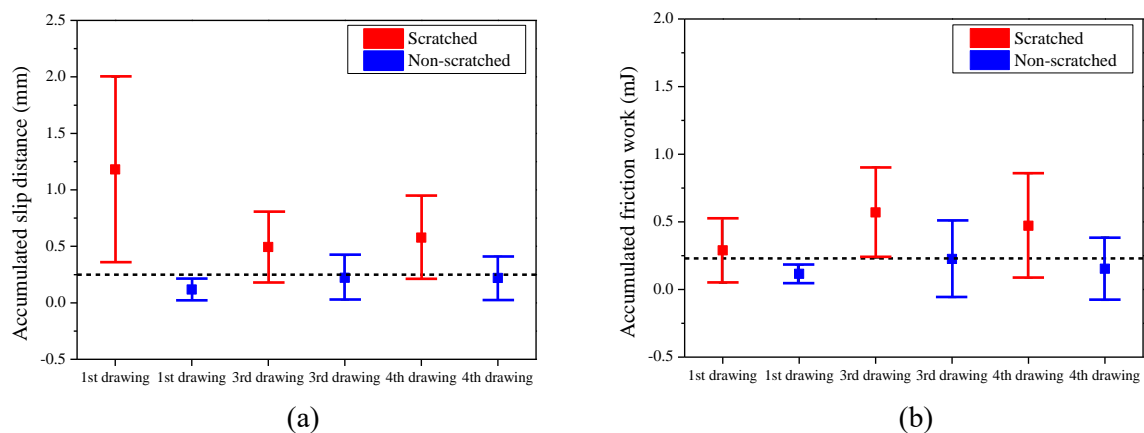 Accumulated slip distance (mm)
2.5
2.0
1.5
1.0
0.5
0.0
-0.5
Scratched
Non-scratched
1st drawing 1st drawing 3rd drawing 3rd drawing 4th drawing 4th drawing
(a)
Accumulated friction work (mJ)
2.0
1.5
1.0
0.5
0.0
-0.5
Scratched
Non-scratched
1st drawing 1st drawing 3rd drawing 3rd drawing 4th drawing 4th drawing
(b)